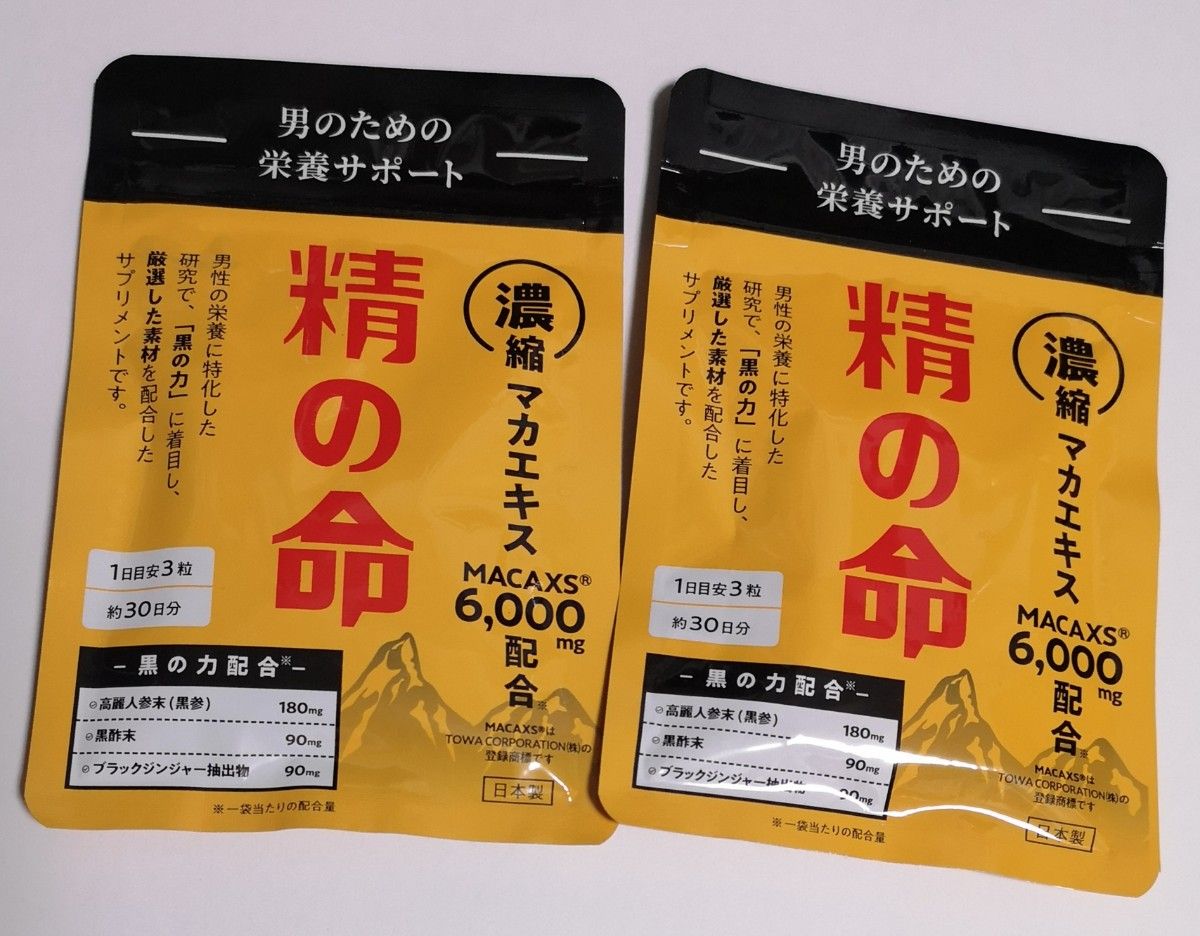 男のための
栄養サポート
濃縮マカエキス
MACAXS®
6,000mg
配合※
MACAXS®は
TOWA CORPORATION(株)の
登録商標です
日本製
精の命
男性の栄養に特化した
研究で、「黒の力」に着目し、
厳選した素材を配合した
サプリメントです。
1日目安3粒
約30日分
－黒の力配合※－
高麗人参末(黒参) 180mg
黒酢末 90mg
ブラックジンジャー抽出物 90mg
※一袋当たりの配合量
男のための
栄養サポート
濃縮マカエキス
MACAXS®
6,000mg
配合※
MACAXS®は
TOWA CORPORATION(株)の
登録商標です
日本製
精の命
男性の栄養に特化した
研究で、「黒の力」に着目し、
厳選した素材を配合した
サプリメントです。
1日目安3粒
約30日分
－黒の力配合※－
高麗人参末(黒参) 180mg
黒酢末 90mg
ブラックジンジャー抽出物 90mg
※一袋当たりの配合量